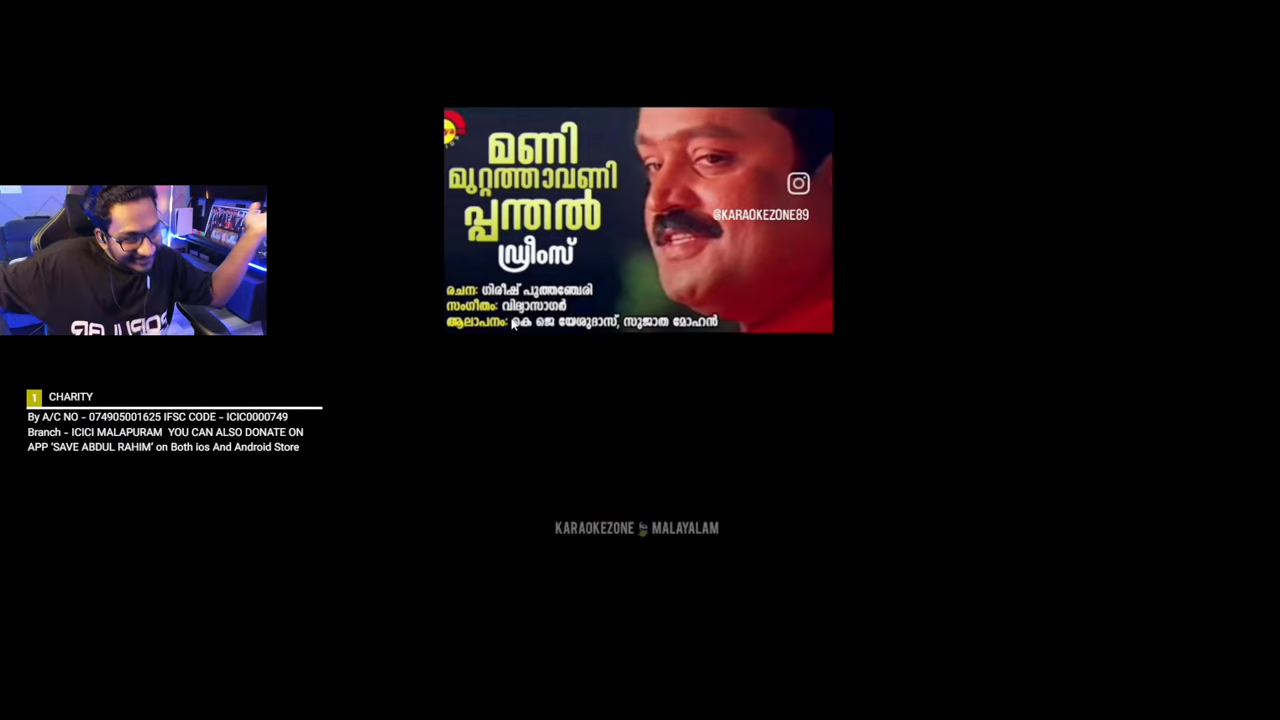 മണി
മുറ്റത്താവണി
പ്പന്തൽ
ഡ്രീംസ്
രചന: ഗിരീഷ് പുത്തഞ്ചേരി
സംഗീതം: വിദ്യാസാഗർ
ആലാപനം: കെ ജെ യേശുദാസ്, സുജാത മോഹൻ
@KARAOKEZONE89
1 CHARITY
By A/C NO - 074905001625 IFSC CODE - ICIC0000749
Branch - ICICI MALAPURAM YOU CAN ALSO DONATE ON
APP 'SAVE ABDUL RAHIM' on Both ios And Android Store
KARAOKEZONE MALAYALAM